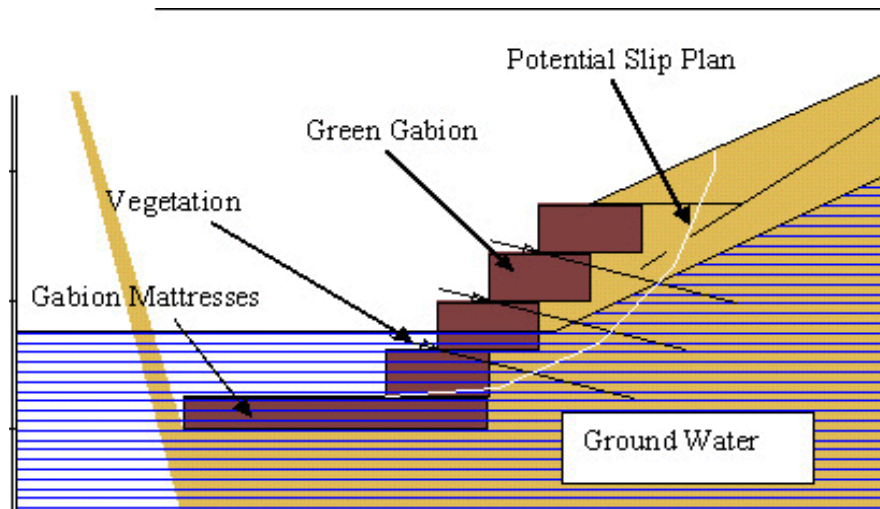 Potential Slip Plan
Green Gabion
Vegetation
Gabion Mattresses
Ground Water